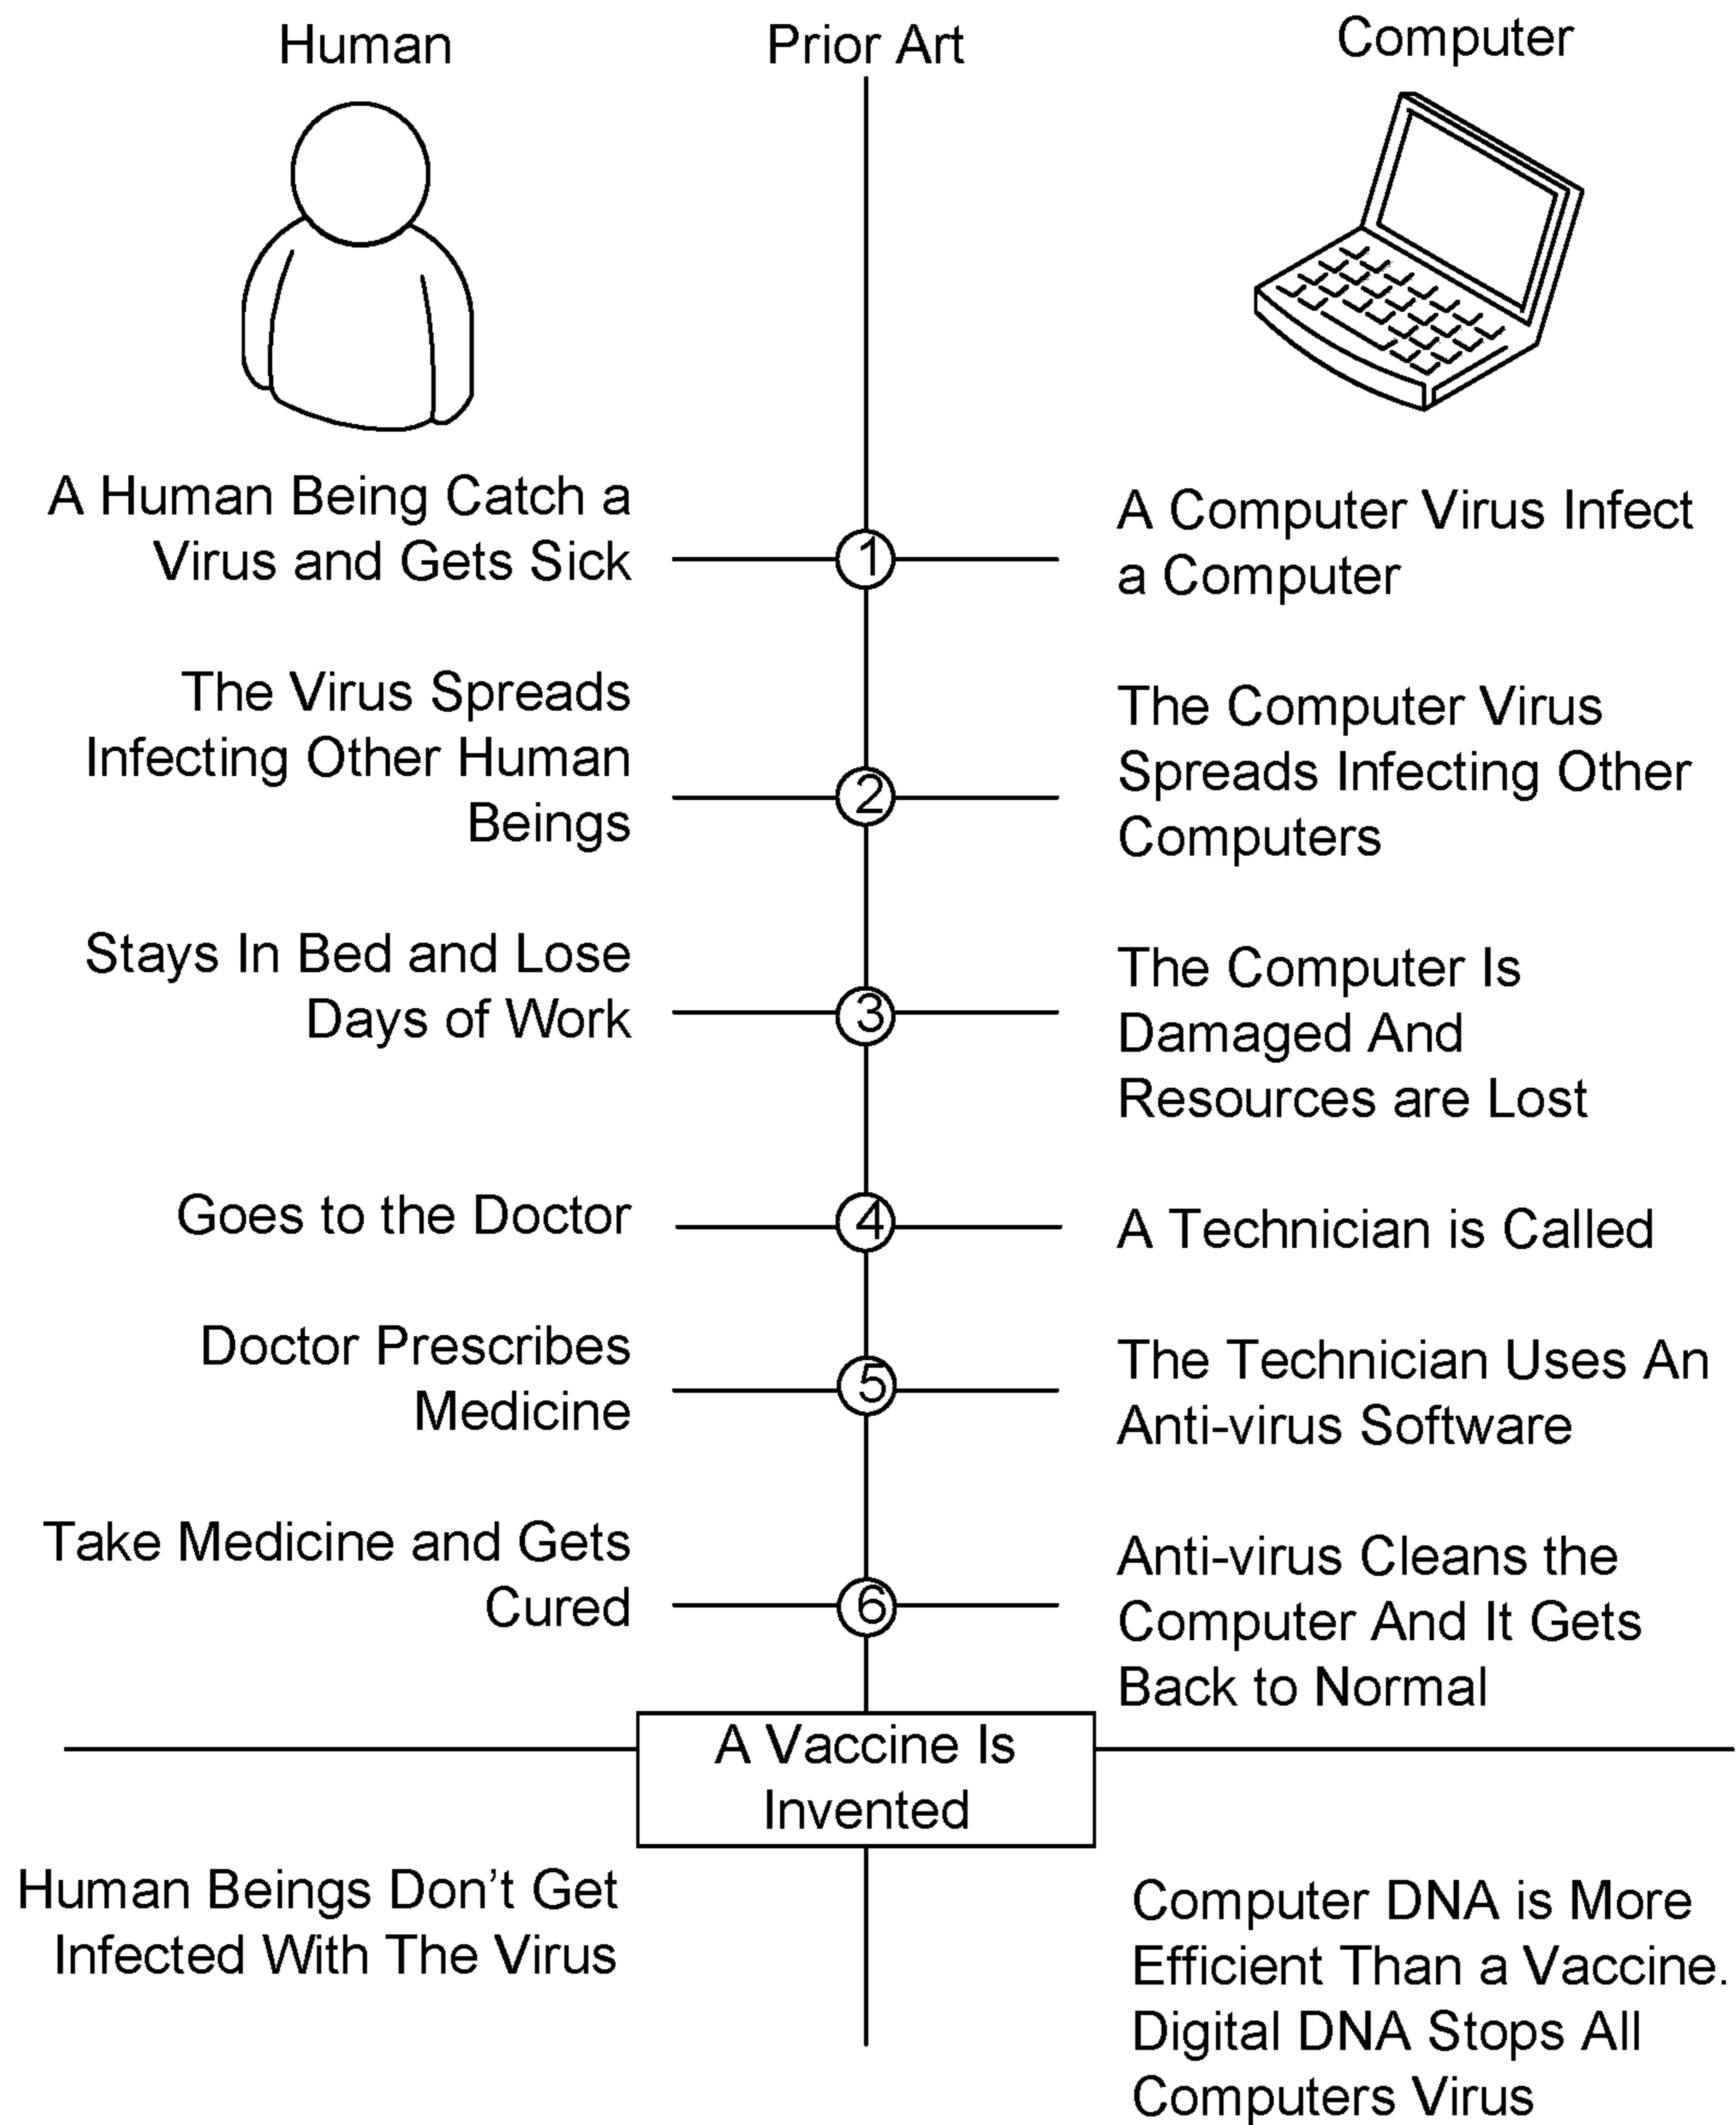 Human
Prior Art
Computer
A Human Being Catch a
Virus and Gets Sick
1
A Computer Virus Infect
a Computer
The Virus Spreads
Infecting Other Human
Beings
2
The Computer Virus
Spreads Infecting Other
Computers
Stays In Bed and Lose
Days of Work
3
The Computer Is
Damaged And
Resources are Lost
Goes to the Doctor
4
A Technician is Called
Doctor Prescribes
Medicine
5
The Technician Uses An
Anti-virus Software
Take Medicine and Gets
Cured
6
Anti-virus Cleans the
Computer And It Gets
Back to Normal
A Vaccine Is
Invented
Human Beings Don’t Get
Infected With The Virus
Computer DNA is More
Efficient Than a Vaccine.
Digital DNA Stops All
Computers Virus